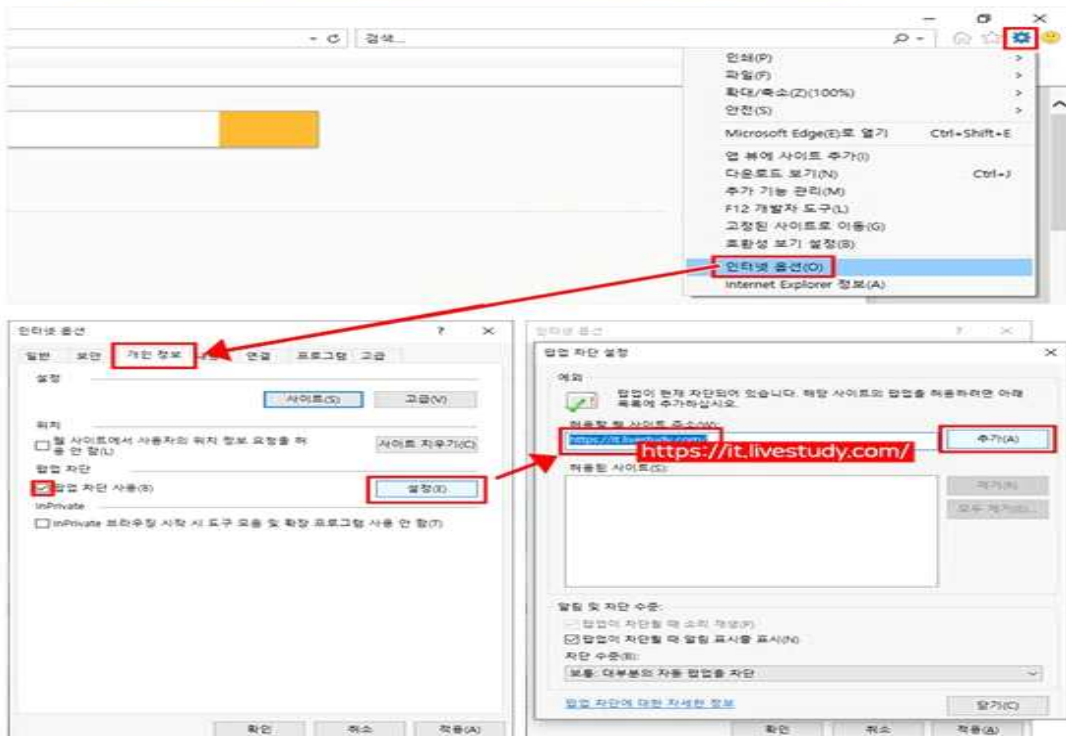 검색...
인쇄(P)
파일(F)
확대/축소(Z)(100%)
안전(S)
Microsoft Edge(E)로 열기 Ctrl+Shift+E
앱 뷰에 사이트 추가(I)
다운로드 보기(N) Ctrl+J
추가 기능 관리(M)
F12 개발자 도구(L)
고정된 사이트로 이동(G)
호환성 보기 설정(B)
인터넷 옵션(O)
Internet Explorer 정보(A)
인터넷 옵션 ?
일반 보안 개인 정보 연결 프로그램 고급
설정
사이트(S) 고급(V)
위치
웹 사이트에서 사용자의 위치 정보 요청을 허
용 안 함(L)
사이트 지우기(C)
팝업 차단
팝업 차단 사용(B) 설정(E)
InPrivate
InPrivate 브라우징 시작 시 도구 모음 및 확장 프로그램 사용 안 함(T)
확인 취소 적용(A)
인터넷 옵션 ?
팝업 차단 설정
예외
팝업이 현재 차단되어 있습니다. 해당 사이트의 팝업을 허용하려면 아래
목록에 추가하십시오.
허용할 웹 사이트 주소(W):
https://it.livestudy.com/ 추가(A)
https://it.livestudy.com/
허용된 사이트(S):
제거(R)
모두 제거(E)...
알림 및 차단 수준:
팝업이 차단될 때 소리 재생(P)
팝업이 차단될 때 알림 표시줄 표시(N)
차단 수준(B):
보통: 대부분의 자동 팝업을 차단
팝업 차단에 대한 자세한 정보
닫기(C)
확인 취소 적용(A)